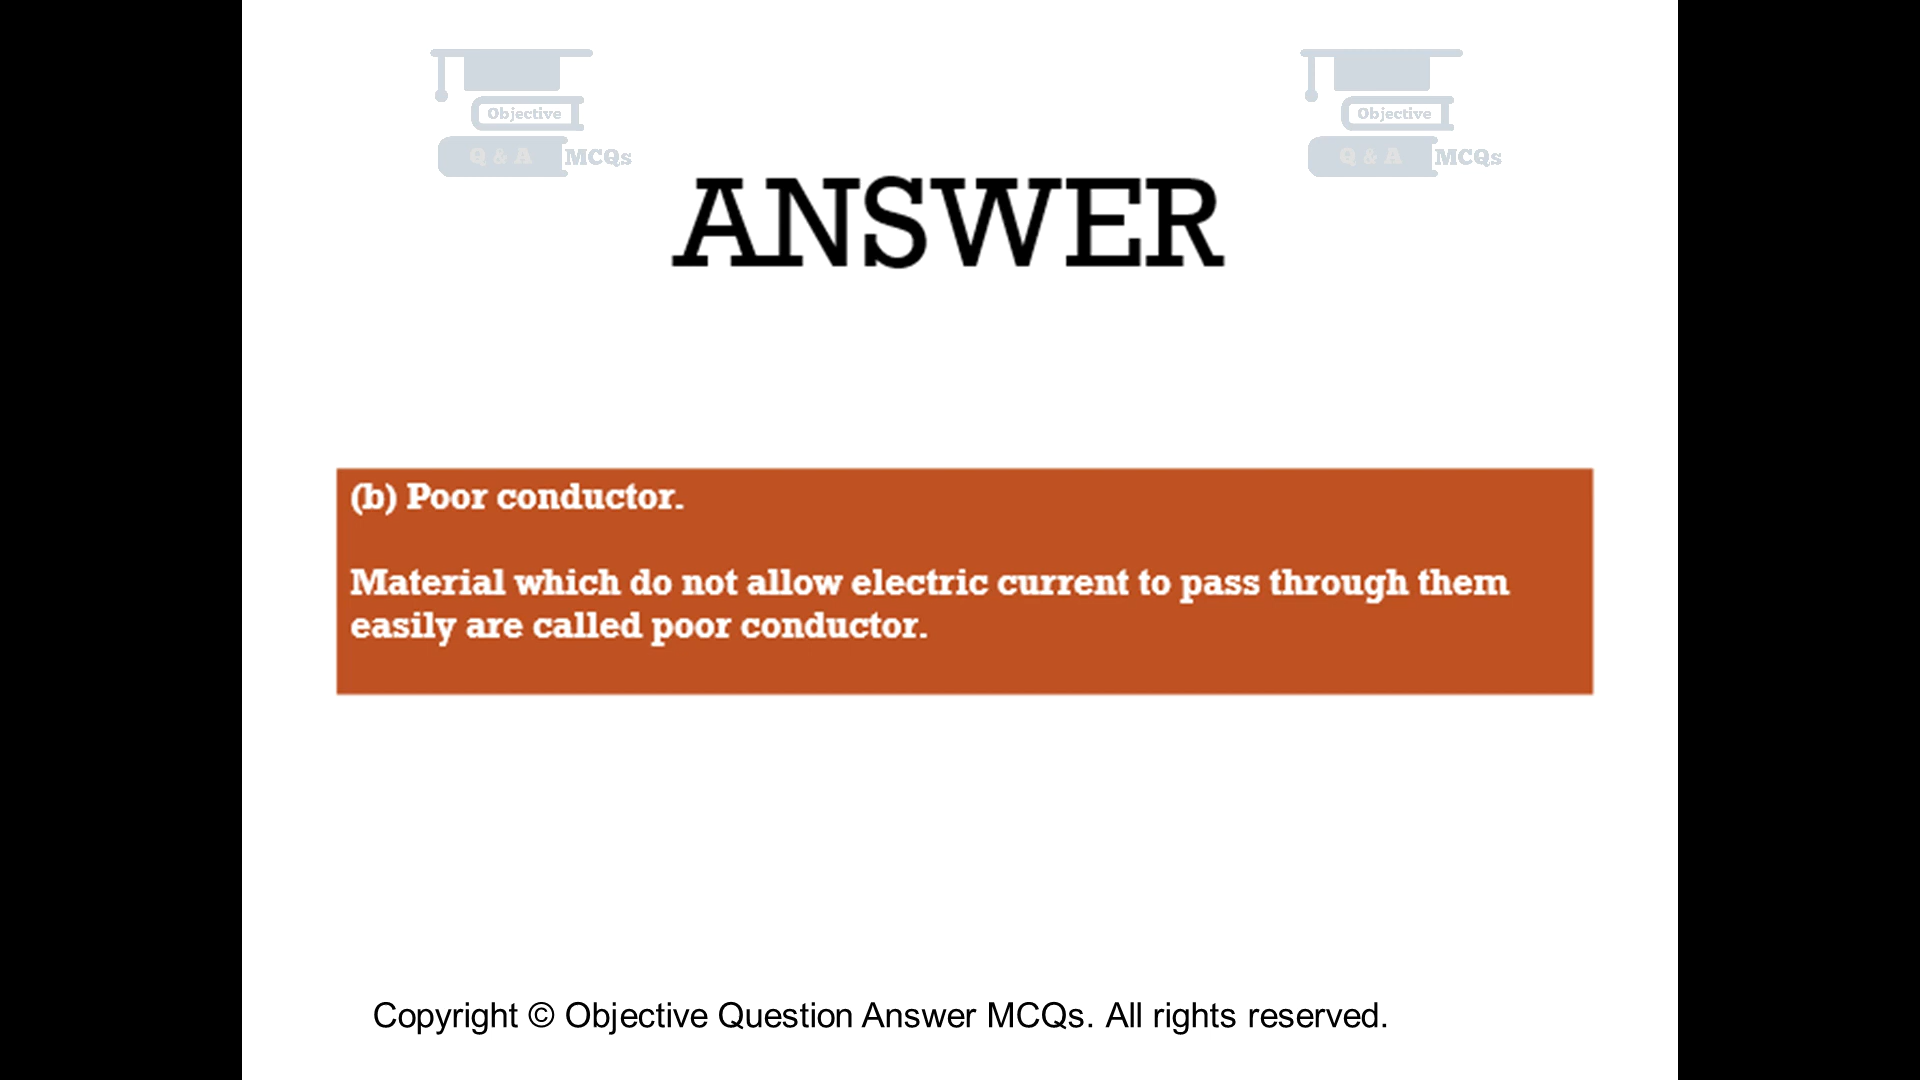 Objective
Q & A MCQs
Objective
Q & A MCQs
ANSWER
(b) Poor conductor.
Material which do not allow electric current to pass through them
easily are called poor conductor.
Copyright © Objective Question Answer MCQs. All rights reserved.